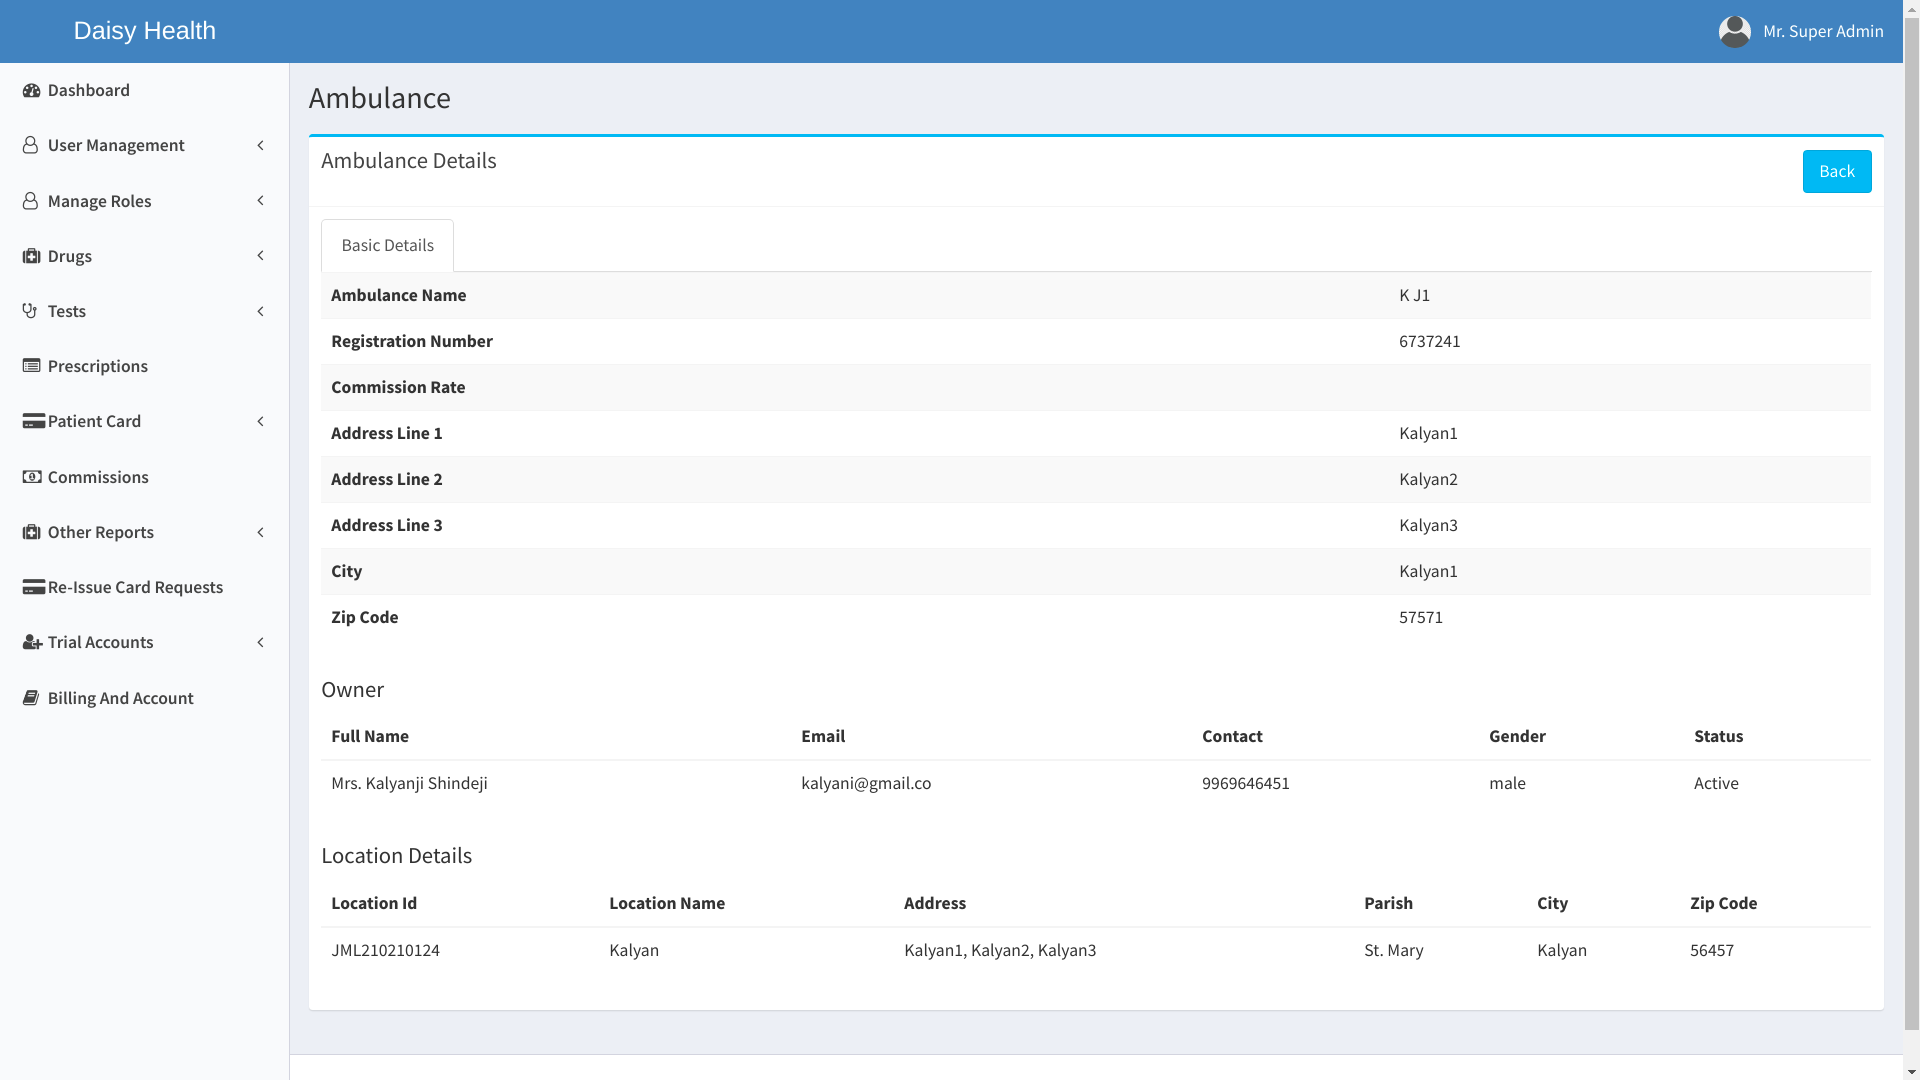 Daisy Health
Mr. Super Admin
Dashboard
User Management
Manage Roles
Drugs
Tests
Prescriptions
Patient Card
Commissions
Other Reports
Re-Issue Card Requests
Trial Accounts
Billing And Account
Ambulance
Ambulance Details
Back
Basic Details
Ambulance Name K J1
Registration Number 6737241
Commission Rate
Address Line 1 Kalyan1
Address Line 2 Kalyan2
Address Line 3 Kalyan3
City Kalyan1
Zip Code 57571
Owner
Full Name Email Contact Gender Status
Mrs. Kalyanji Shindeji kalyani@gmail.co 9969646451 male Active
Location Details
Location Id Location Name Address Parish City Zip Code
JML210210124 Kalyan Kalyan1, Kalyan2, Kalyan3 St. Mary Kalyan 56457